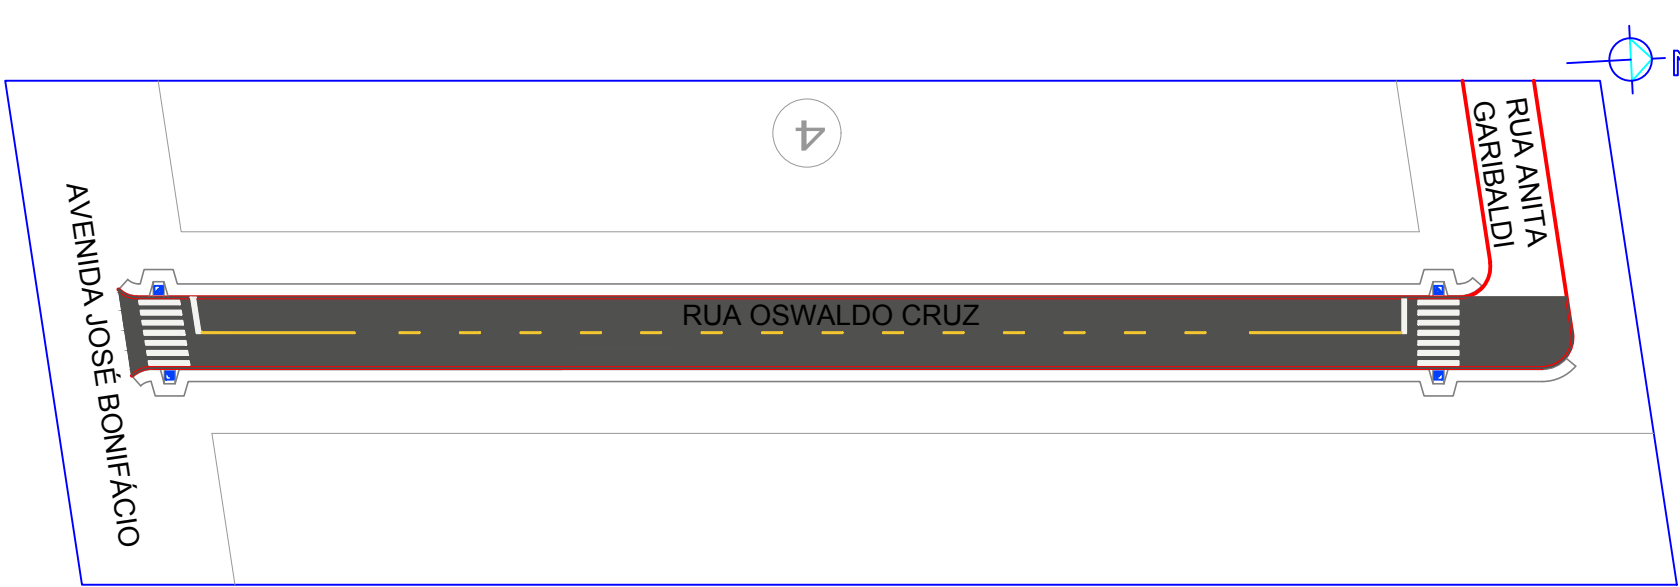 N
RUA ANITA
GARIBALDI
4
AVENIDA JOSÉ BONIFÁCIO
RUA OSWALDO CRUZ